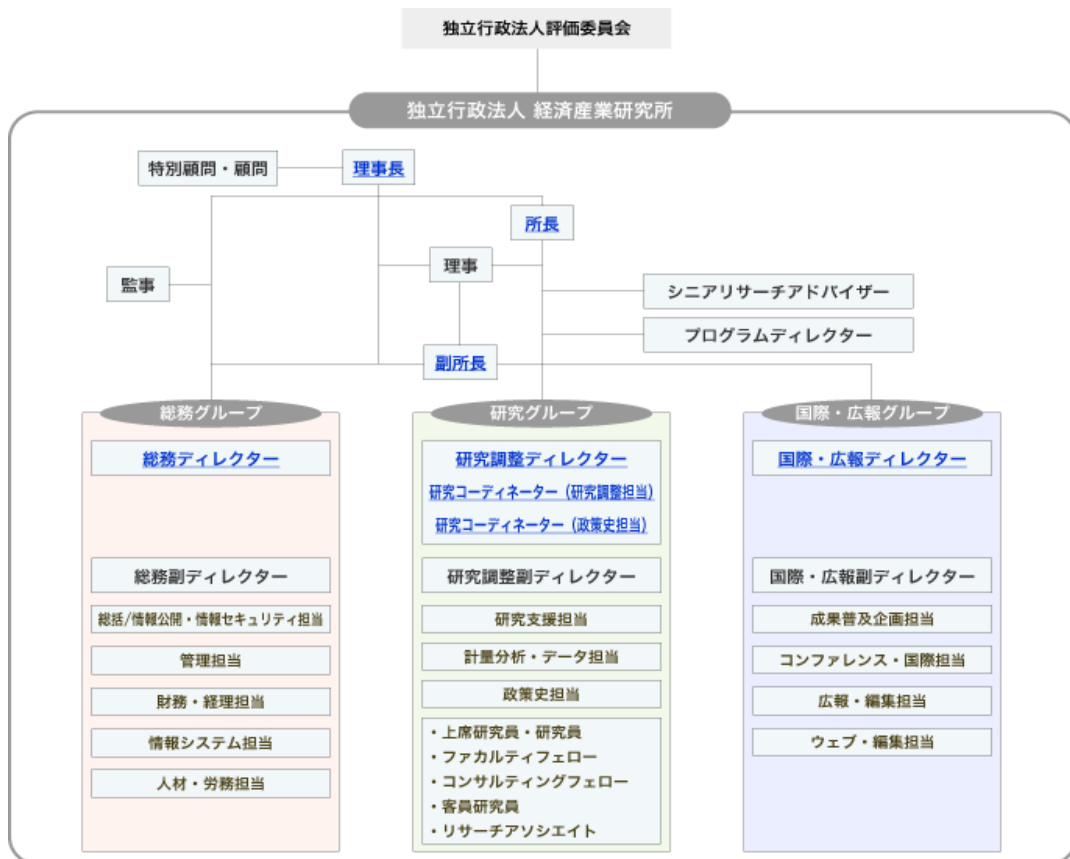 独立行政法人評価委員会
独立行政法人 経済産業研究所
特別顧問・顧問
理事長
所長
理事
監事
シニアリサーチアドバイザー
プログラムディレクター
副所長
総務グループ
総務ディレクター
総務副ディレクター
総括/情報公開・情報セキュリティ担当
管理担当
財務・経理担当
情報システム担当
人材・労務担当
研究グループ
研究調整ディレクター
研究コーディネーター（研究調整担当）
研究コーディネーター（政策史担当）
研究調整副ディレクター
研究支援担当
計量分析・データ担当
政策史担当
・上席研究員・研究員
・ファカルティフェロー
・コンサルティングフェロー
・客員研究員
・リサーチアソシエイト
国際・広報グループ
国際・広報ディレクター
国際・広報副ディレクター
成果普及企画担当
コンファレンス・国際担当
広報・編集担当
ウェブ・編集担当